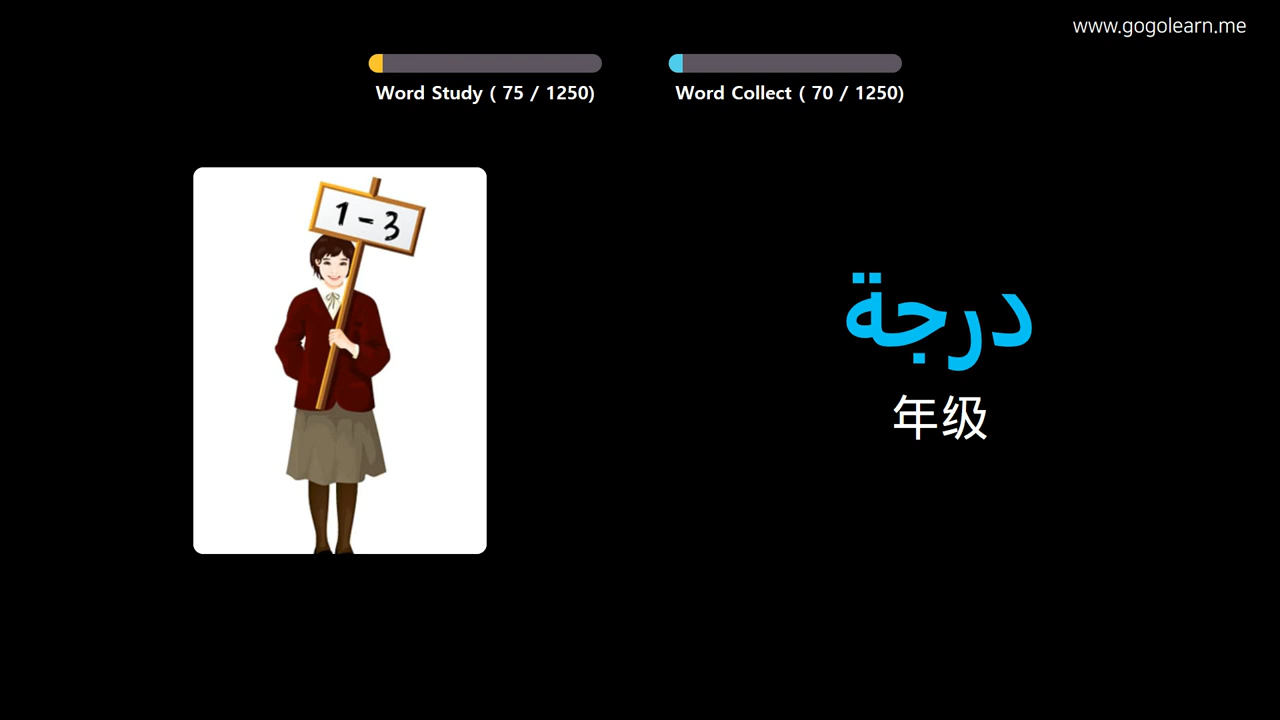 www.gogolearn.me
Word Study ( 75 / 1250)
Word Collect ( 70 / 1250)
1 - 3
درجة
年级